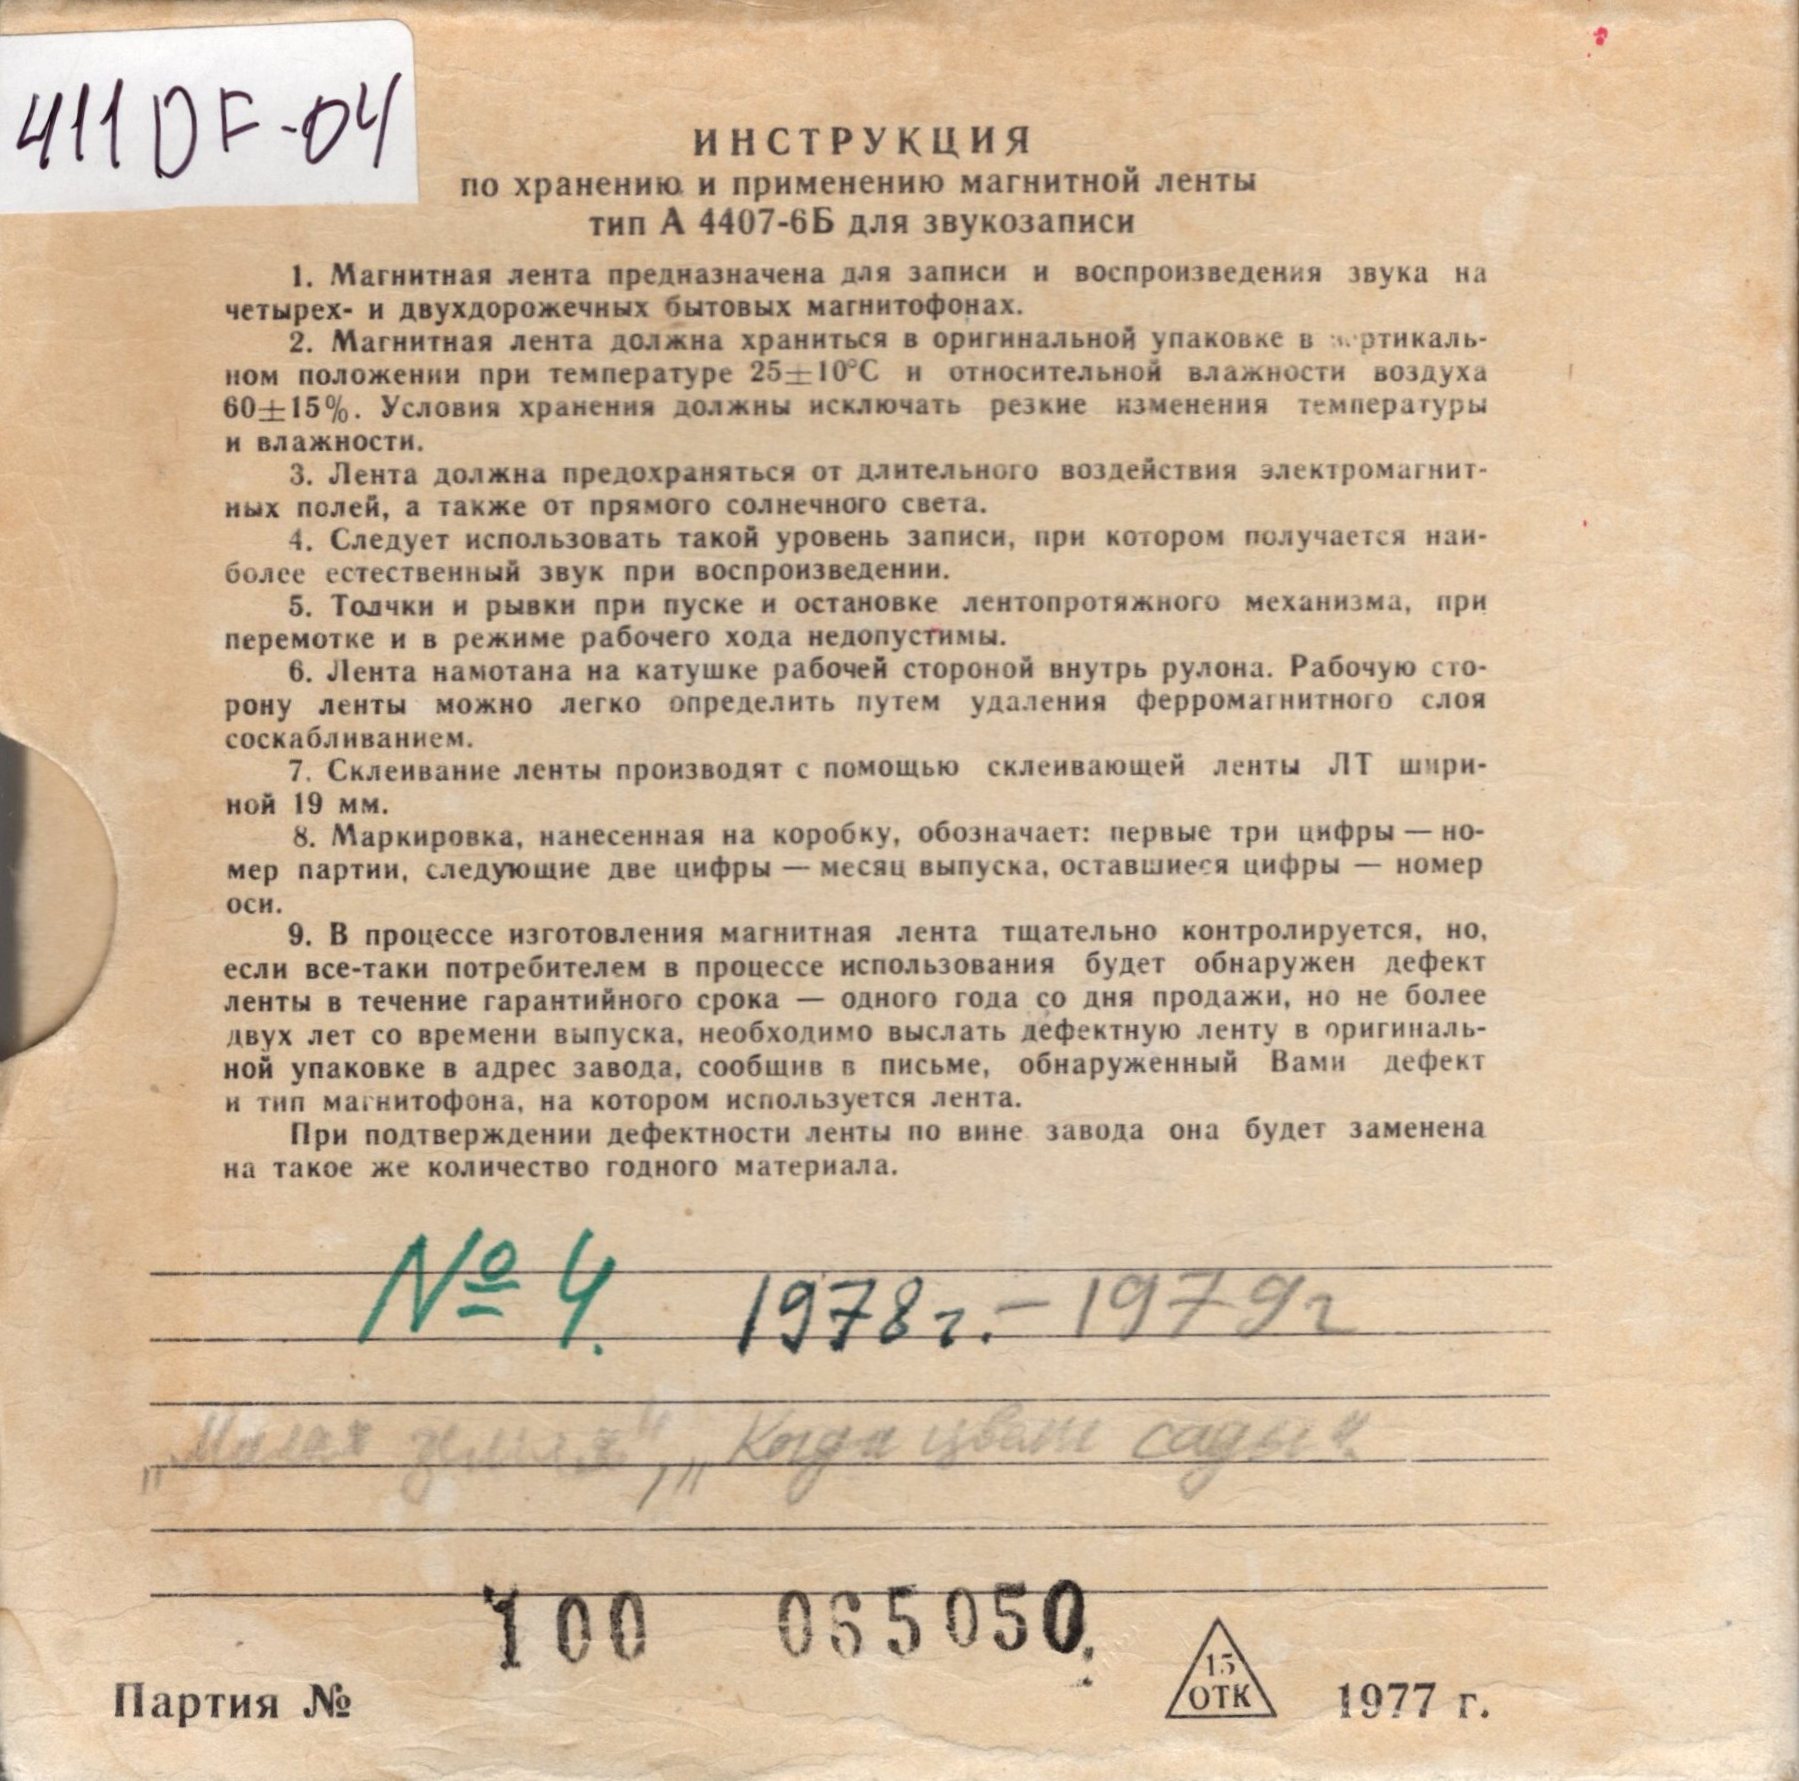 411DF-04
ИНСТРУКЦИЯ
по хранению и применению магнитной ленты
тип А 4407-6Б для звукозаписи
1. Магнитная лента предназначена для записи и воспроизведения звука на
четырех- и двухдорожечных бытовых магнитофонах.
2. Магнитная лента должна храниться в оригинальной упаковке в вертикаль-
ном положении при температуре 25±10°С и относительной влажности воздуха
60±15%. Условия хранения должны исключать резкие изменения температуры
и влажности.
3. Лента должна предохраняться от длительного воздействия электромагнит-
ных полей, а также от прямого солнечного света.
4. Следует использовать такой уровень записи, при котором получается наи-
более естественный звук при воспроизведении.
5. Толчки и рывки при пуске и остановке лентопротяжного механизма, при
перемотке и в режиме рабочего хода недопустимы.
6. Лента намотана на катушке рабочей стороной внутрь рулона. Рабочую сто-
рону ленты можно легко определить путем удаления ферромагнитного слоя
соскабливанием.
7. Склеивание ленты производят с помощью склеивающей ленты ЛТ шири-
ной 19 мм.
8. Маркировка, нанесенная на коробку, обозначает: первые три цифры — но-
мер партии, следующие две цифры — месяц выпуска, оставшиеся цифры — номер
оси.
9. В процессе изготовления магнитная лента тщательно контролируется, но,
если все-таки потребителем в процессе использования будет обнаружен дефект
ленты в течение гарантийного срока — одного года со дня продажи, но не более
двух лет со времени выпуска, необходимо выслать дефектную ленту в оригиналь-
ной упаковке в адрес завода, сообщив в письме, обнаруженный Вами дефект
и тип магнитофона, на котором используется лента.
При подтверждении дефектности ленты по вине завода она будет заменена
на такое же количество годного материала.
№ 4. 1978г. – 1979г
„Малая земля", „Когда цвели сады".
100 065050
Партия №
15
ОТК
1977 г.